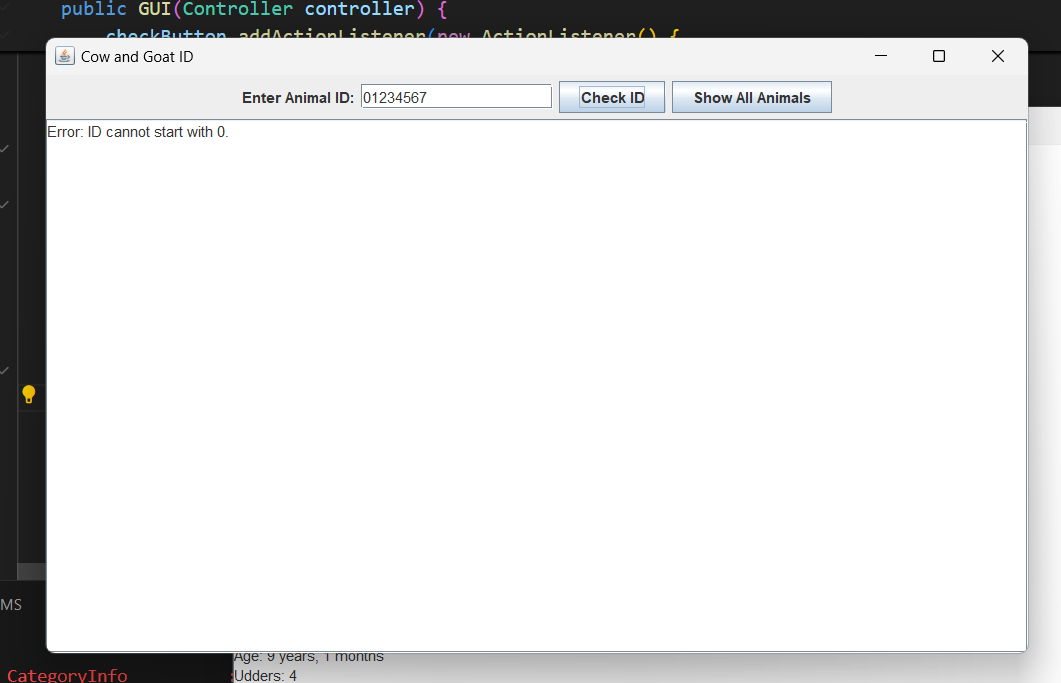 public GUI(Controller controller) {
checkButton.addActionListener(new ActionListener() {
Cow and Goat ID
Enter Animal ID: 01234567 Check ID Show All Animals
Error: ID cannot start with 0.
MS
Age: 9 years, 1 months
CategoryInfo
Udders: 4